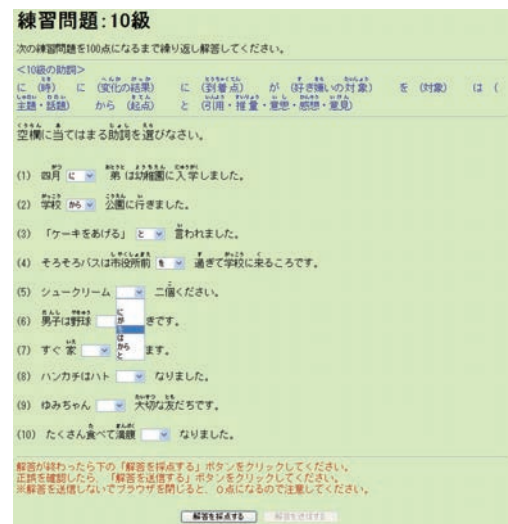 練習問題:10級
次の練習問題を100点になるまで繰り返し解答してください。
<10級の助詞>
に (時) に (変化の結果) に (到着点) が (好き嫌いの対象) を (対象) は (
主題・話題) から (起点) と (引用・推量・意思・感想・意見)
空欄に当てはまる助詞を選びなさい。
(1) 四月 に 弟 は幼稚園に入学しました。
(2) 学校 から 公園に行きました。
(3) 「ケーキをあげる」 と 言われました。
(4) そろそろバスは市役所前 を 過ぎて学校に来るころです。
(5) シュークリーム 二個ください。
に
が
を
は
から
と
(6) 男子は野球 きです。
(7) すぐ 家 ます。
(8) ハンカチはハト なりました。
(9) ゆみちゃん 大切な友だちです。
(10) たくさん食べて満腹 なりました。
解答が終わったら下の「解答を採点する」ボタンをクリックしてください。
正誤を確認したら、「解答を送信する」ボタンをクリックしてください。
※解答を送信しないでブラウザを閉じると、0点になるので注意してください。
解答を採点する 解答を送信する